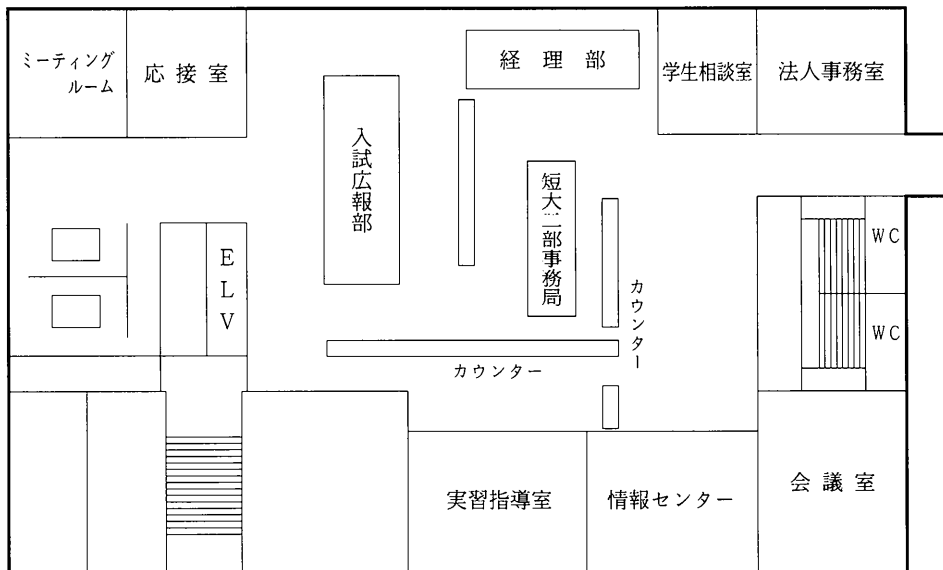 ミーティング
ルーム
応接室
経理部
学生相談室
法人事務室
入試広報部
短大二部事務局
ELV
WC
カウンター
WC
カウンター
実習指導室
情報センター
会議室